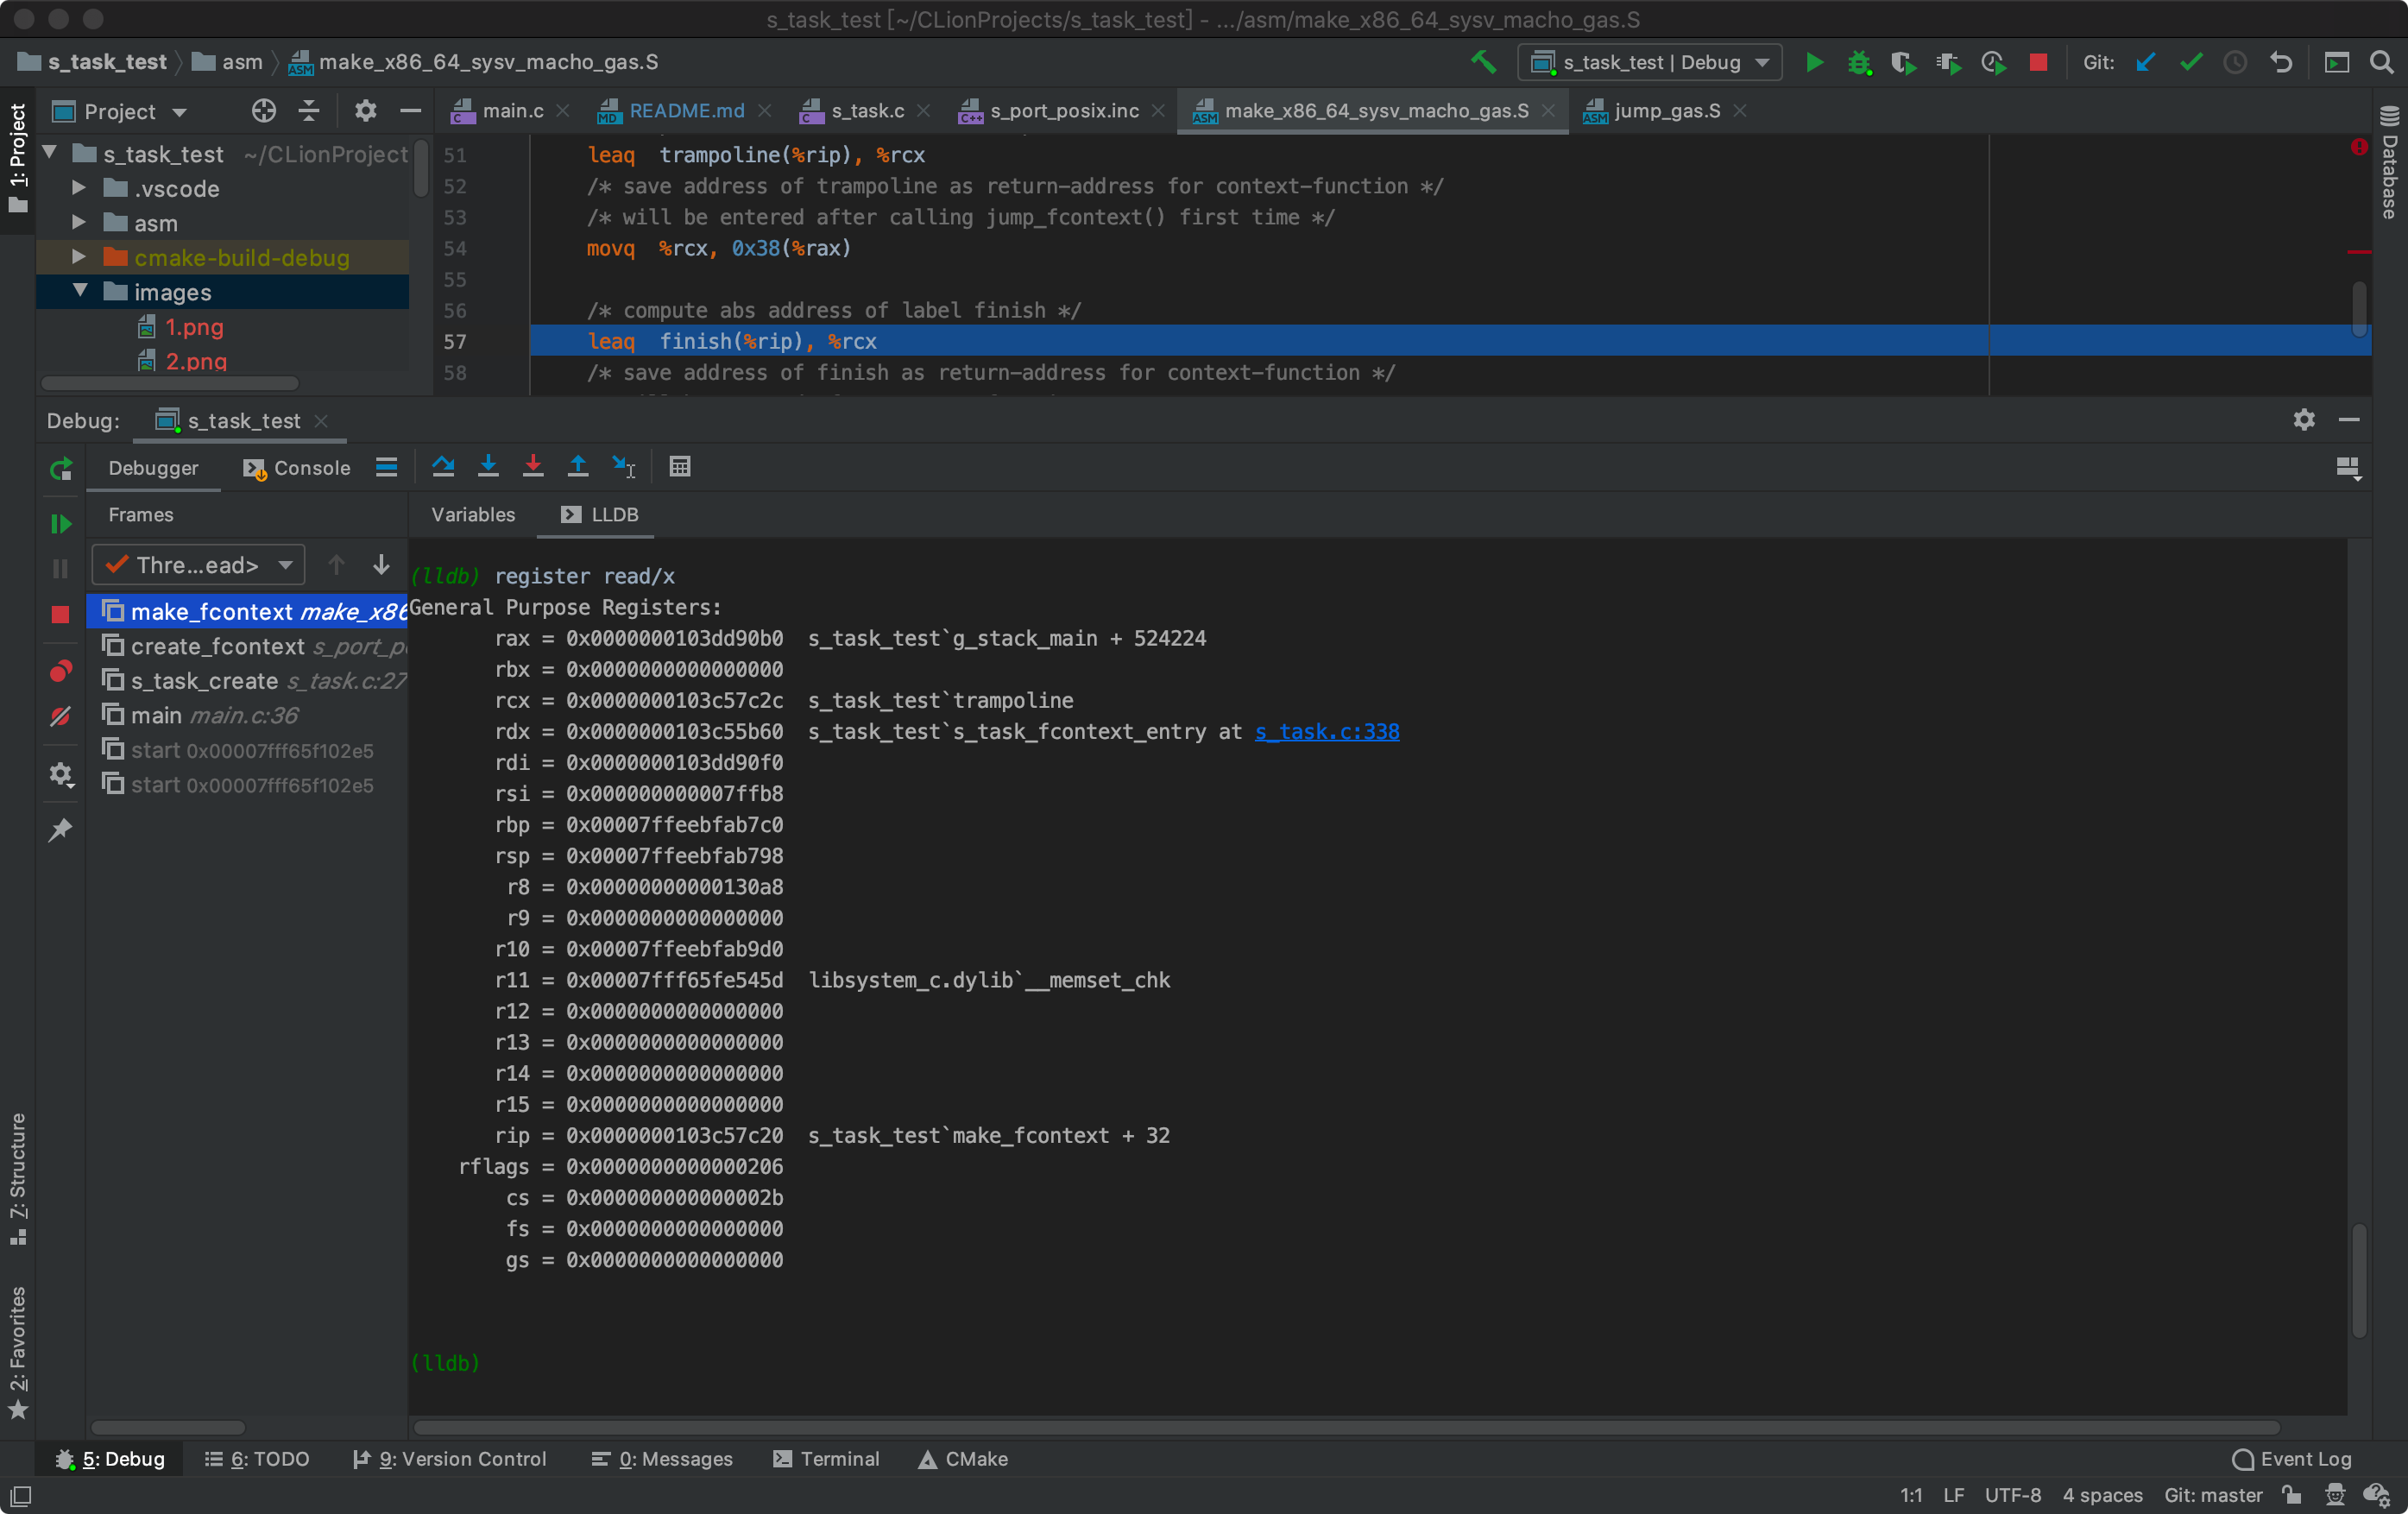 s_task_test [~/CLionProjects/s_task_test] - .../asm/make_x86_64_sysv_macho_gas.S
s_task_test asm make_x86_64_sysv_macho_gas.S s_task_test | Debug Git:
1: Project
Project
main.c README.md s_task.c s_port_posix.inc make_x86_64_sysv_macho_gas.S jump_gas.S
Database
s_task_test ~/CLionProject
.vscode
asm
cmake-build-debug
images
1.png
2.png
51 leaq trampoline(%rip), %rcx
52 /* save address of trampoline as return-address for context-function */
53 /* will be entered after calling jump_fcontext() first time */
54 movq %rcx, 0x38(%rax)
55
56 /* compute abs address of label finish */
57 leaq finish(%rip), %rcx
58 /* save address of finish as return-address for context-function */
Debug: s_task_test
Debugger Console
Frames Variables LLDB
Thre...ead>
make_fcontext make_x86
create_fcontext s_port_p
s_task_create s_task.c:27
main main.c:36
start 0x00007fff65f102e5
start 0x00007fff65f102e5
(lldb) register read/x
General Purpose Registers:
rax = 0x0000000103dd90b0 s_task_test`g_stack_main + 524224
rbx = 0x0000000000000000
rcx = 0x0000000103c57c2c s_task_test`trampoline
rdx = 0x0000000103c55b60 s_task_test`s_task_fcontext_entry at s_task.c:338
rdi = 0x0000000103dd90f0
rsi = 0x000000000007ffb8
rbp = 0x00007ffeebfab7c0
rsp = 0x00007ffeebfab798
r8 = 0x00000000000130a8
r9 = 0x0000000000000000
r10 = 0x00007ffeebfab9d0
r11 = 0x00007fff65fe545d libsystem_c.dylib`__memset_chk
r12 = 0x0000000000000000
r13 = 0x0000000000000000
r14 = 0x0000000000000000
r15 = 0x0000000000000000
rip = 0x0000000103c57c20 s_task_test`make_fcontext + 32
rflags = 0x0000000000000206
cs = 0x000000000000002b
fs = 0x0000000000000000
gs = 0x0000000000000000
(lldb)
Z: Structure
2: Favorites
5: Debug 6: TODO 9: Version Control 0: Messages Terminal CMake Event Log
1:1 LF UTF-8 4 spaces Git: master